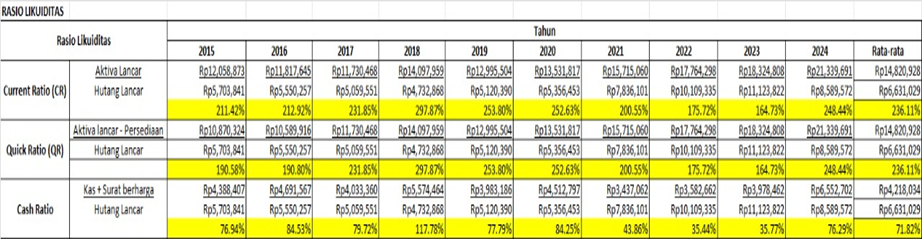 RASIO LIKUIDITAS
Rasio Likuiditas Tahun
2015 2016 2017 2018 2019 2020 2021 2022 2023 2024 Rata-rata
Current Ratio (CR) Aktiva Lancar Rp12,058,873 Rp11,817,645 Rp11,730,468 Rp14,097,959 Rp12,995,504 Rp13,531,817 Rp15,715,060 Rp17,764,298 Rp18,324,808 Rp21,339,691 Rp14,820,928
Hutang Lancar Rp5,703,841 Rp5,550,257 Rp5,059,551 Rp4,732,868 Rp5,120,390 Rp5,356,453 Rp7,836,101 Rp10,109,335 Rp11,123,822 Rp8,589,572 Rp6,631,029
211.42% 212.92% 231.85% 297.87% 253.80% 252.63% 200.55% 175.72% 164.73% 248.44% 236.11%
Quick Ratio (QR) Aktiva lancar - Persediaan Rp10,870,324 Rp10,589,916 Rp11,730,468 Rp14,097,959 Rp12,995,504 Rp13,531,817 Rp15,715,060 Rp17,764,298 Rp18,324,808 Rp21,339,691 Rp14,820,928
Hutang Lancar Rp5,703,841 Rp5,550,257 Rp5,059,551 Rp4,732,868 Rp5,120,390 Rp5,356,453 Rp7,836,101 Rp10,109,335 Rp11,123,822 Rp8,589,572 Rp6,631,029
190.58% 190.80% 231.85% 297.87% 253.80% 252.63% 200.55% 175.72% 164.73% 248.44% 236.11%
Cash Ratio Kas + Surat berharga Rp4,388,407 Rp4,691,567 Rp4,033,360 Rp5,574,464 Rp3,983,186 Rp4,512,797 Rp3,437,062 Rp3,582,662 Rp3,978,462 Rp6,552,702 Rp4,218,034
Hutang Lancar Rp5,703,841 Rp5,550,257 Rp5,059,551 Rp4,732,868 Rp5,120,390 Rp5,356,453 Rp7,836,101 Rp10,109,335 Rp11,123,822 Rp8,589,572 Rp6,631,029
76.94% 84.53% 79.72% 117.78% 77.79% 84.25% 43.86% 35.44% 35.77% 76.29% 71.82%